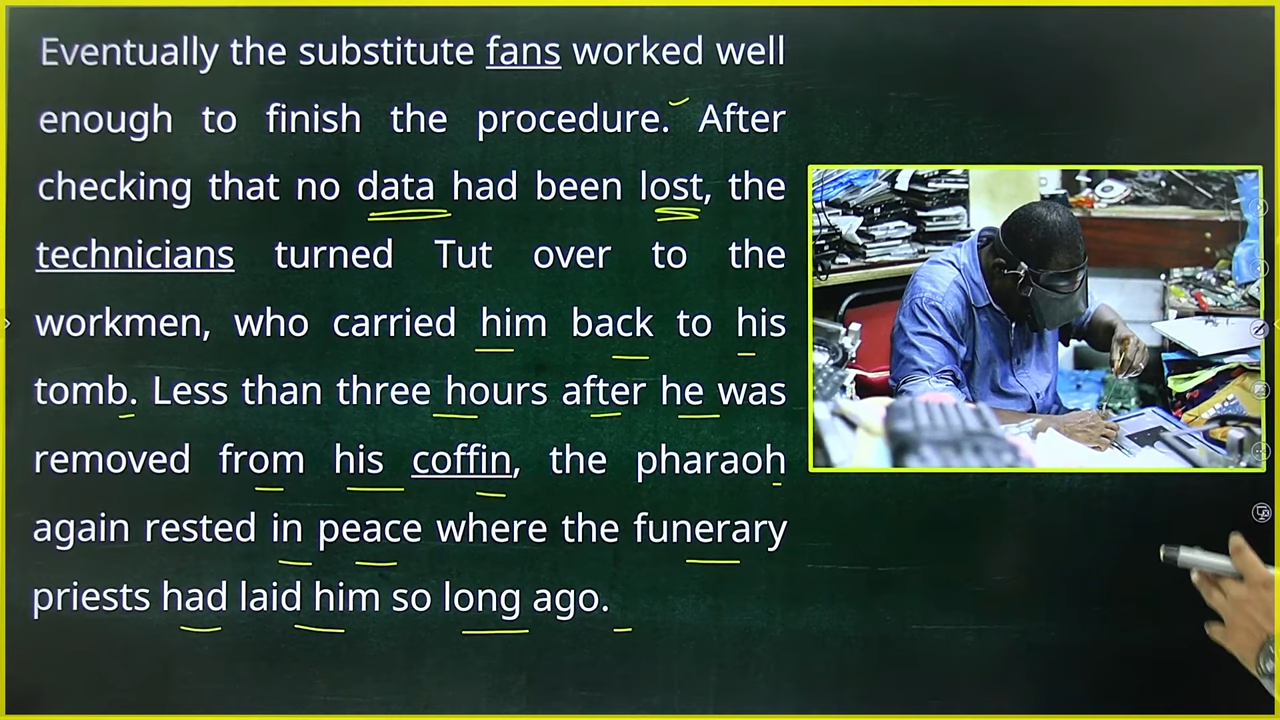 Eventually the substitute fans worked well
enough to finish the procedure. After
checking that no data had been lost, the
technicians turned Tut over to the
workmen, who carried him back to his
tomb. Less than three hours after he was
removed from his coffin, the pharaoh
again rested in peace where the funerary
priests had laid him so long ago.